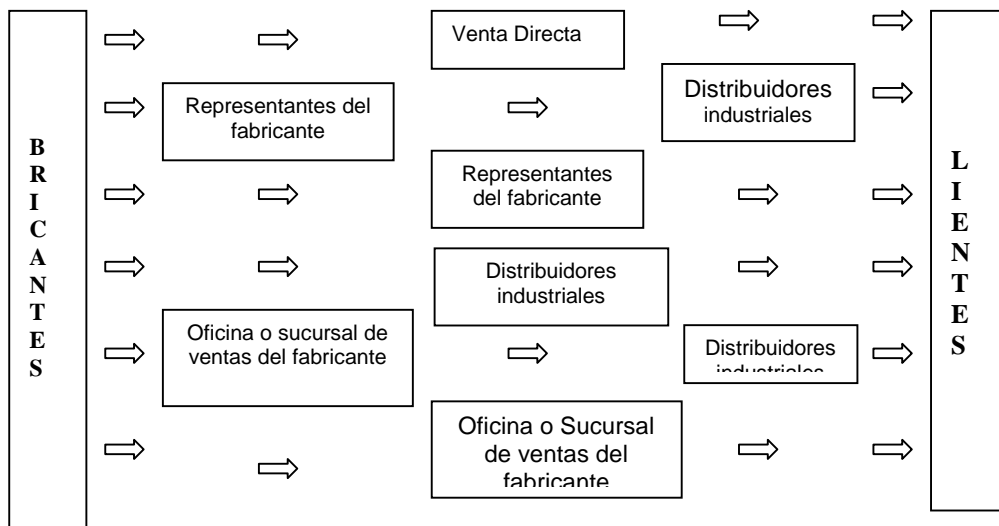 B
R
I
C
A
N
T
E
S
Venta Directa
Representantes del
fabricante
Distribuidores
industriales
Representantes
del fabricante
Distribuidores
industriales
Oficina o sucursal de
ventas del fabricante
Distribuidores
industriales
Oficina o Sucursal
de ventas del
fabricante
L
I
E
N
T
E
S